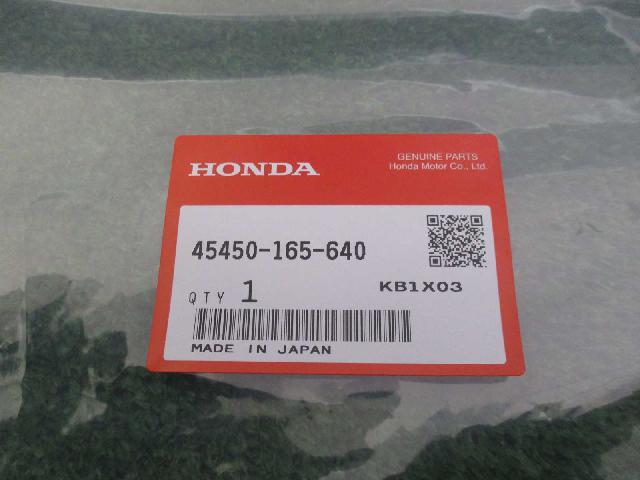 HONDA
GENUINE PARTS
Honda Motor Co., Ltd.
45450-165-640
QTY 1
KB1X03
MADE IN JAPAN